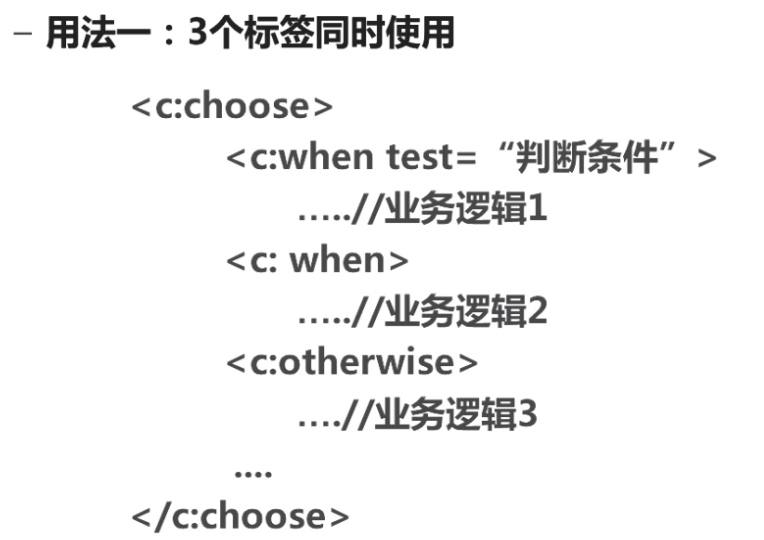 – 用法一：3个标签同时使用
<c:choose>
<c:when test= “判断条件” >
…..//业务逻辑1
<c: when>
…..//业务逻辑2
<c:otherwise>
….//业务逻辑3
....
</c:choose>